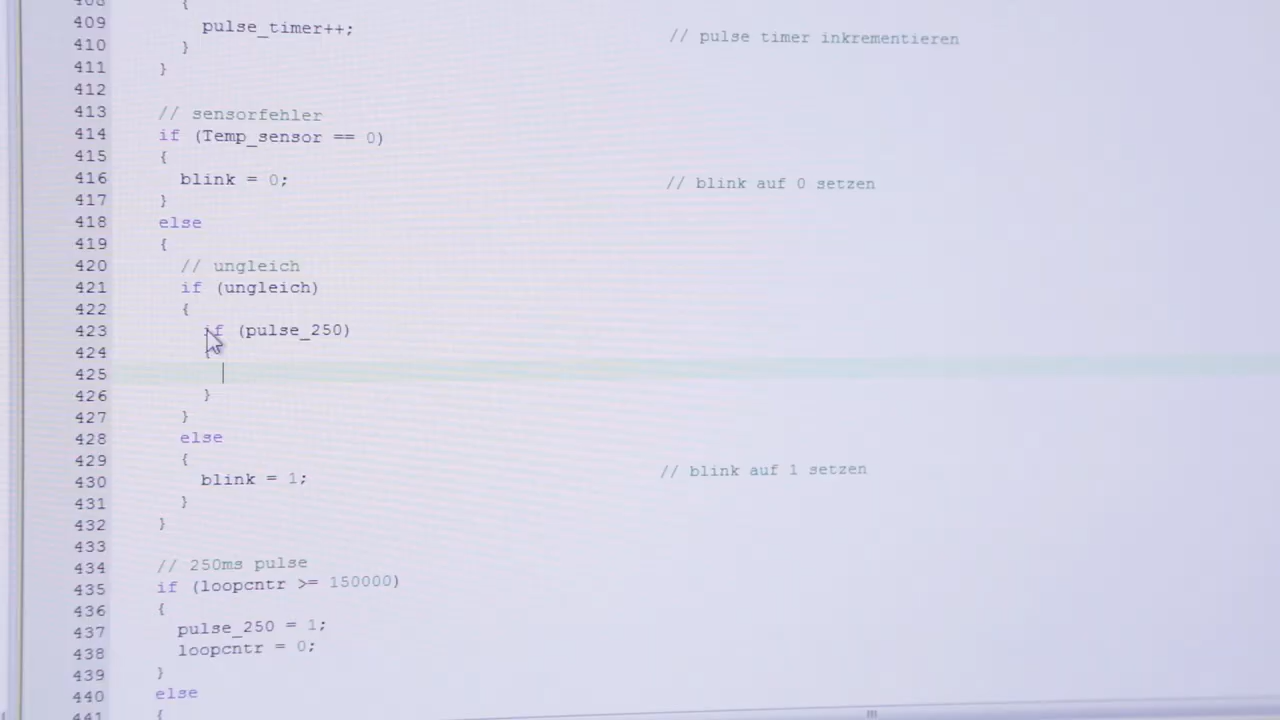 408 {
409 pulse_timer++; // pulse timer inkrementieren
410 }
411 }
412
413 // sensorfehler
414 if (Temp_sensor == 0)
415 {
416 blink = 0; // blink auf 0 setzen
417 }
418 else
419 {
420 // ungleich
421 if (ungleich)
422 {
423 if (pulse_250)
424 {
425
426 }
427 }
428 else
429 {
430 blink = 1; // blink auf 1 setzen
431 }
432 }
433
434 // 250ms pulse
435 if (loopcntr >= 150000)
436 {
437 pulse_250 = 1;
438 loopcntr = 0;
439 }
440 else
441 {